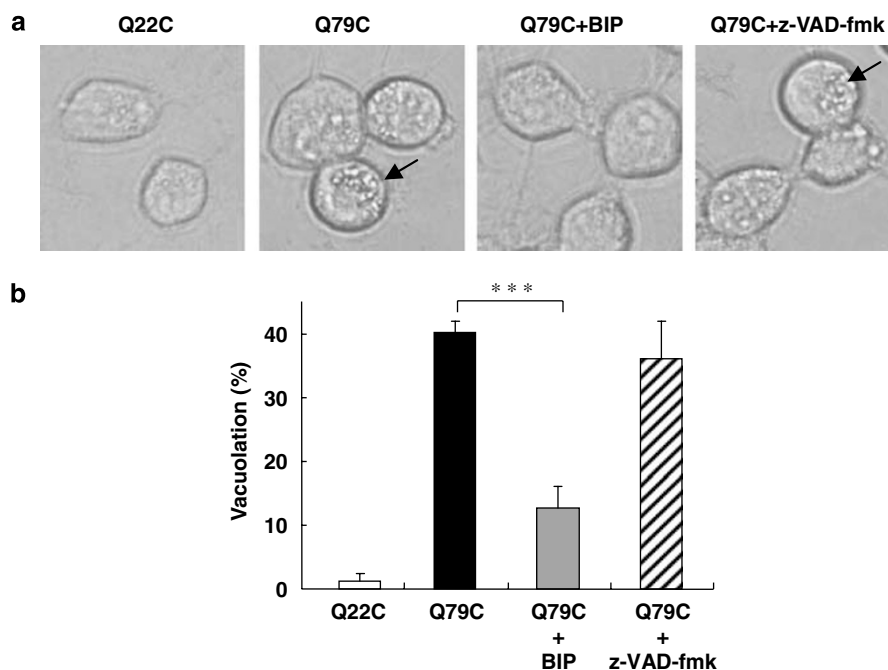 a
Q22C Q79C Q79C+BIP Q79C+z-VAD-fmk
b
Vacuolation (%)
40
30
20
10
0
***
Q22C Q79C Q79C Q79C
+ +
BIP z-VAD-fmk